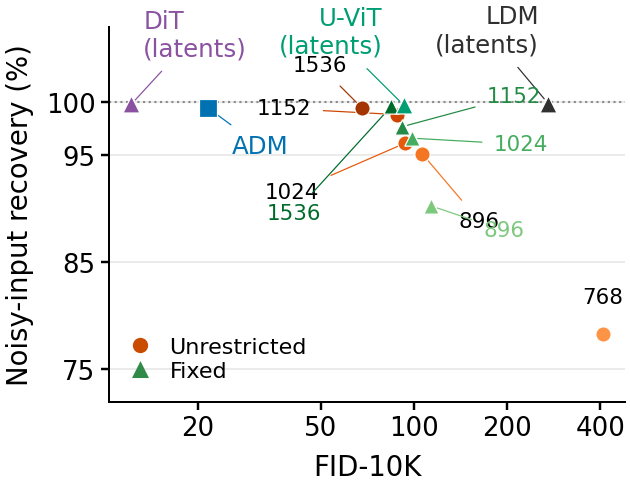 DiT
(latents)
U-ViT
(latents)
LDM
(latents)
1536
1152
1152
ADM
1024
1024
1536
896
896
768
Noisy-input recovery (%)
100
95
85
75
Unrestricted
Fixed
20
50
100
200
400
FID-10K